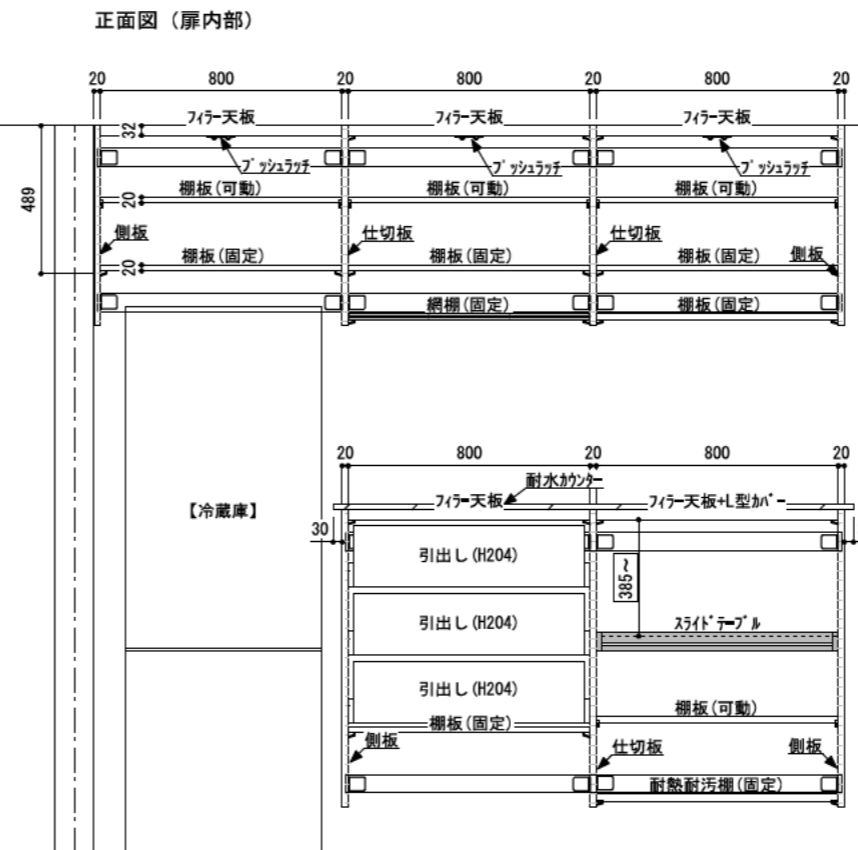 正面図（扉内部）
20 800 20 800 20 800 20
フィラー天板 フィラー天板 フィラー天板
32
プッシュラッチ プッシュラッチ プッシュラッチ
489
棚板(可動) 棚板(可動) 棚板(可動)
20
側板 仕切板 仕切板
棚板(固定) 棚板(固定) 棚板(固定) 側板
20
網棚(固定) 棚板(固定)
20 800 20 800 20
耐水カウンター
フィラー天板 フィラー天板+L型カバー
【冷蔵庫】
30
引出し(H204)
385~
引出し(H204) スライドテーブル
引出し(H204)
棚板(可動)
棚板(固定)
側板 仕切板 側板
耐熱耐汚棚(固定)